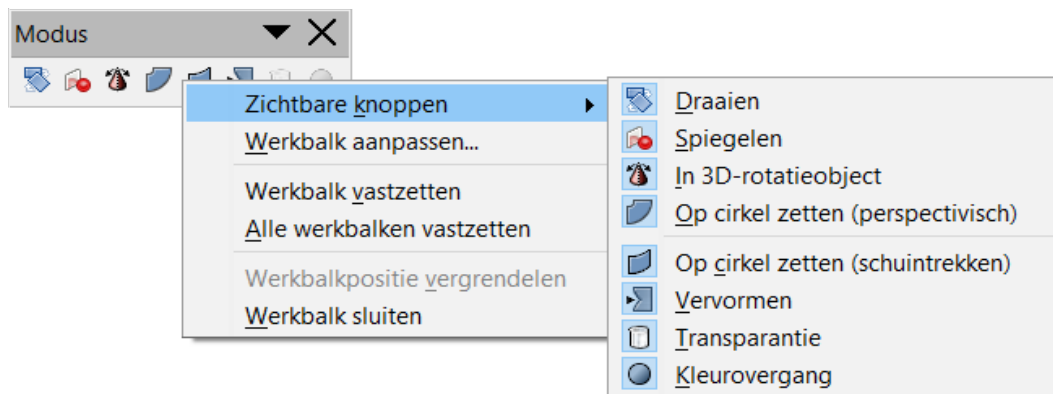 Modus
Zichtbare knoppen
Werkbalk aanpassen...
Werkbalk vastzetten
Alle werkbalken vastzetten
Werkbalkpositie vergrendelen
Werkbalk sluiten
Draaien
Spiegelen
In 3D-rotatieobject
Op cirkel zetten (perspectivisch)
Op cirkel zetten (schuintrekken)
Vervormen
Transparantie
Kleurovergang